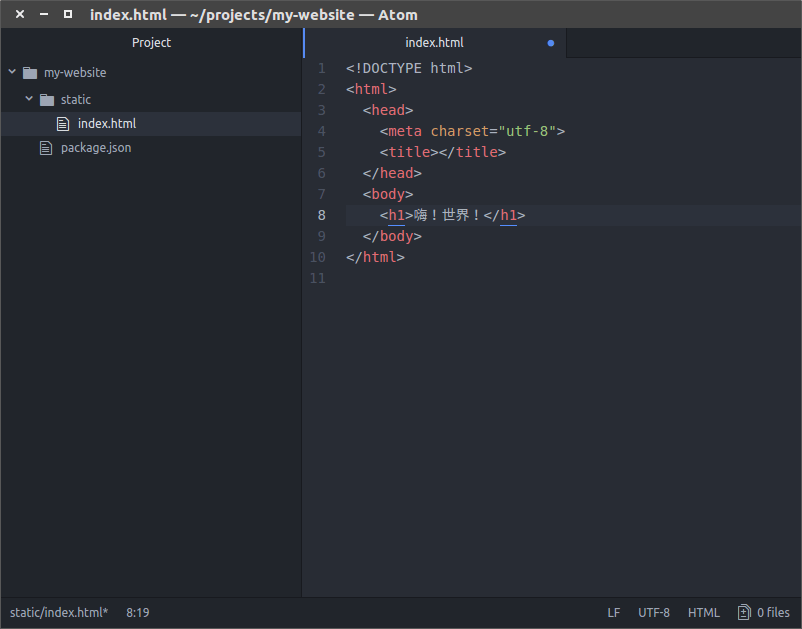 index.html — ~/projects/my-website — Atom
Project
my-website
static
index.html
package.json
index.html
1 <!DOCTYPE html>
2 <html>
3 <head>
4 <meta charset="utf-8">
5 <title></title>
6 </head>
7 <body>
8 <h1>嗨！世界！</h1>
9 </body>
10 </html>
11
static/index.html* 8:19 LF UTF-8 HTML 0 files